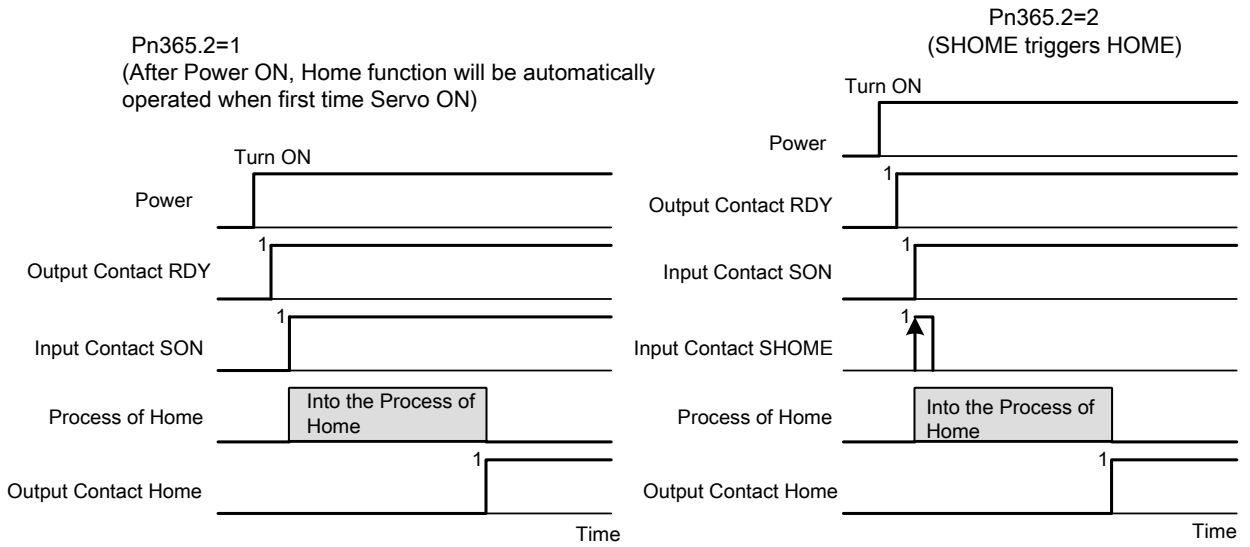 Pn365.2=1
(After Power ON, Home function will be automatically
operated when first time Servo ON)
Turn ON
Power
1
Output Contact RDY
1
Input Contact SON
Into the Process of
Home
Process of Home
1
Output Contact Home
Time
Pn365.2=2
(SHOME triggers HOME)
Turn ON
Power
1
Output Contact RDY
1
Input Contact SON
1
Input Contact SHOME
Into the Process of
Home
Process of Home
1
Output Contact Home
Time